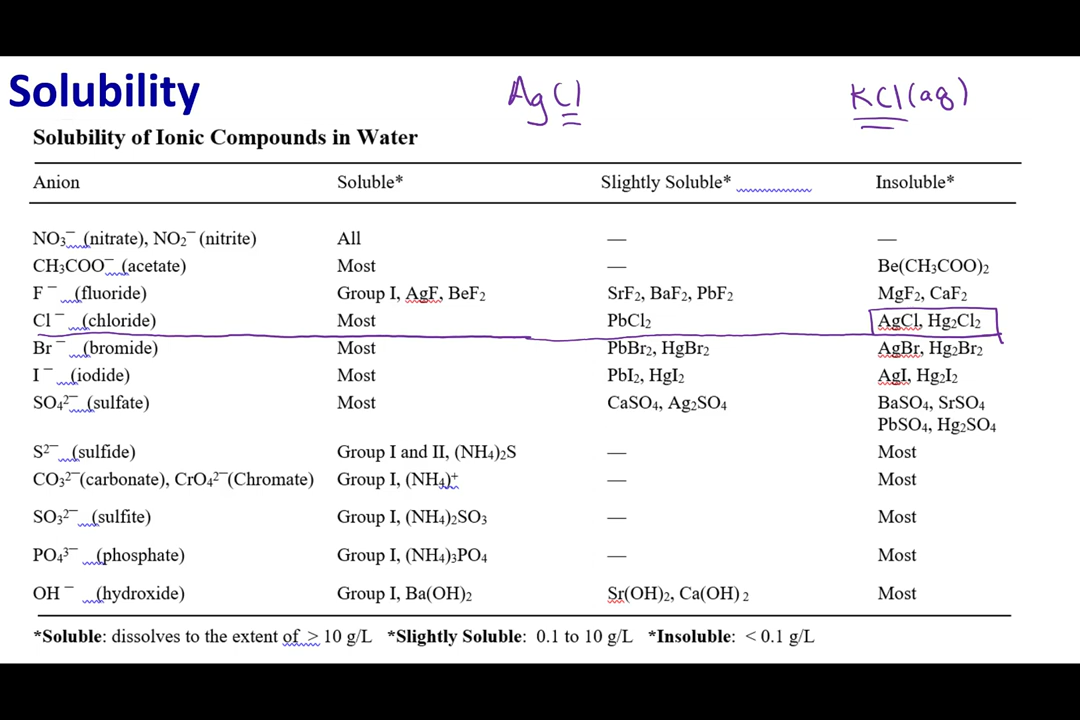 Solubility AgCl KCl(aq)
Solubility of Ionic Compounds in Water
Anion Soluble* Slightly Soluble* Insoluble*
NO₃⁻ (nitrate), NO₂⁻ (nitrite) All — —
CH₃COO⁻ (acetate) Most — Be(CH₃COO)₂
F⁻ (fluoride) Group I, AgF, BeF₂ SrF₂, BaF₂, PbF₂ MgF₂, CaF₂
Cl⁻ (chloride) Most PbCl₂ AgCl, Hg₂Cl₂
Br⁻ (bromide) Most PbBr₂, HgBr₂ AgBr, Hg₂Br₂
I⁻ (iodide) Most PbI₂, HgI₂ AgI, Hg₂I₂
SO₄²⁻ (sulfate) Most CaSO₄, Ag₂SO₄ BaSO₄, SrSO₄
PbSO₄, Hg₂SO₄
S²⁻ (sulfide) Group I and II, (NH₄)₂S — Most
CO₃²⁻ (carbonate), CrO₄²⁻ (Chromate) Group I, (NH₄)⁺ — Most
SO₃²⁻ (sulfite) Group I, (NH₄)₂SO₃ — Most
PO₄³⁻ (phosphate) Group I, (NH₄)₃PO₄ — Most
OH⁻ (hydroxide) Group I, Ba(OH)₂ Sr(OH)₂, Ca(OH)₂ Most
*Soluble: dissolves to the extent of > 10 g/L *Slightly Soluble: 0.1 to 10 g/L *Insoluble: < 0.1 g/L